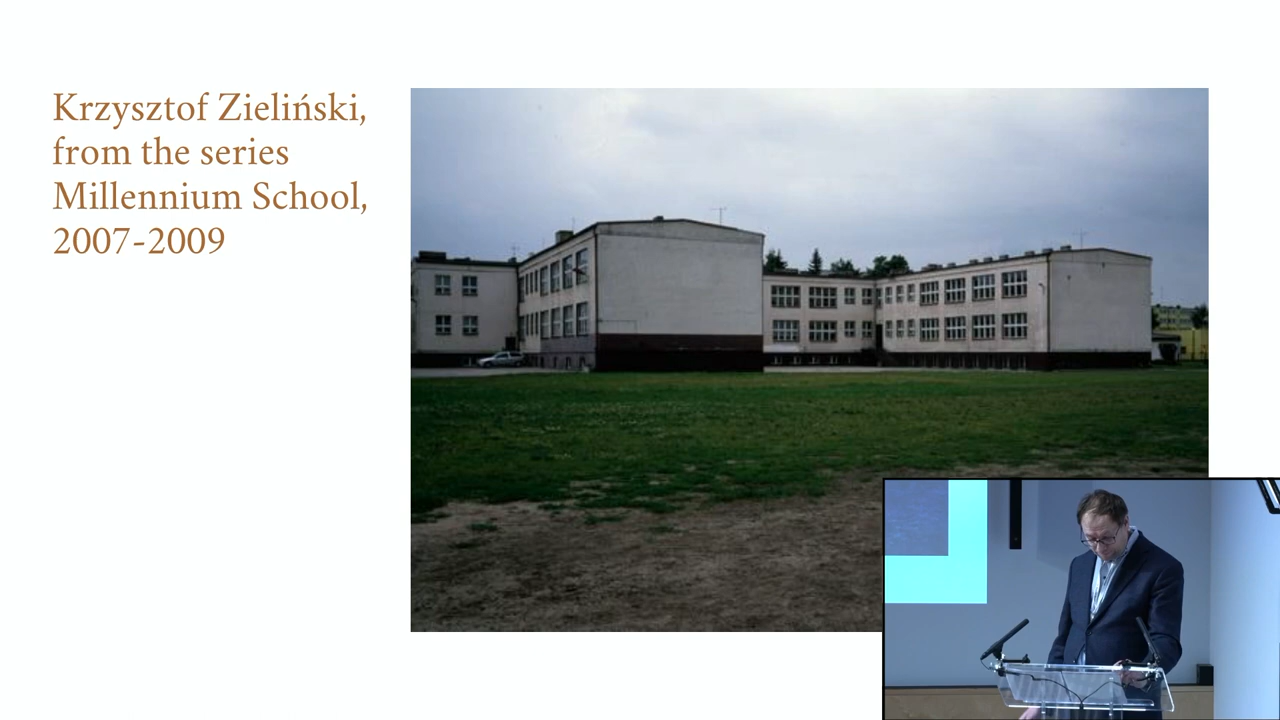 Krzysztof Zieliński,
from the series
Millennium School,
2007-2009